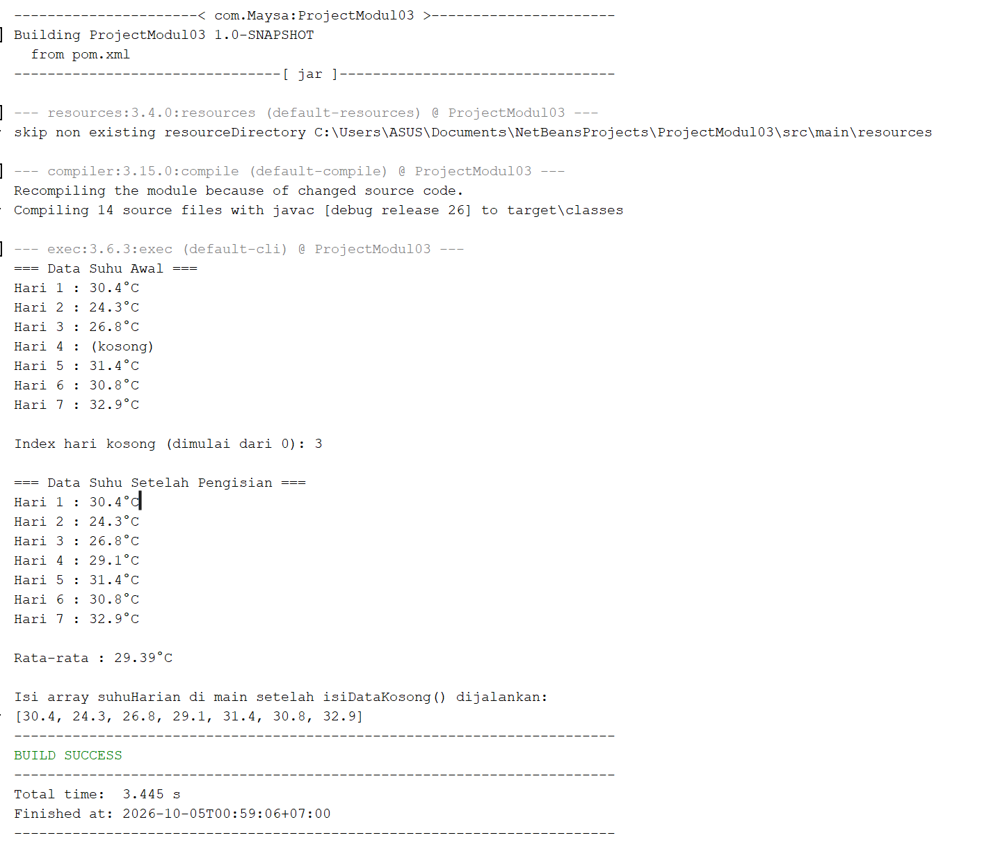 ----------------------< com.Maysa:ProjectModul03 >----------------------
Building ProjectModul03 1.0-SNAPSHOT
  from pom.xml
--------------------------------[ jar ]---------------------------------
--- resources:3.4.0:resources (default-resources) @ ProjectModul03 ---
skip non existing resourceDirectory C:\Users\ASUS\Documents\NetBeansProjects\ProjectModul03\src\main\resources
--- compiler:3.15.0:compile (default-compile) @ ProjectModul03 ---
Recompiling the module because of changed source code.
Compiling 14 source files with javac [debug release 26] to target\classes
--- exec:3.6.3:exec (default-cli) @ ProjectModul03 ---
=== Data Suhu Awal ===
Hari 1 : 30.4°C
Hari 2 : 24.3°C
Hari 3 : 26.8°C
Hari 4 : (kosong)
Hari 5 : 31.4°C
Hari 6 : 30.8°C
Hari 7 : 32.9°C
Index hari kosong (dimulai dari 0): 3
=== Data Suhu Setelah Pengisian ===
Hari 1 : 30.4°C
Hari 2 : 24.3°C
Hari 3 : 26.8°C
Hari 4 : 29.1°C
Hari 5 : 31.4°C
Hari 6 : 30.8°C
Hari 7 : 32.9°C
Rata-rata : 29.39°C
Isi array suhuHarian di main setelah isiDataKosong() dijalankan:
[30.4, 24.3, 26.8, 29.1, 31.4, 30.8, 32.9]
------------------------------------------------------------------------
BUILD SUCCESS
------------------------------------------------------------------------
Total time:  3.445 s
Finished at: 2026-10-05T00:59:06+07:00
------------------------------------------------------------------------